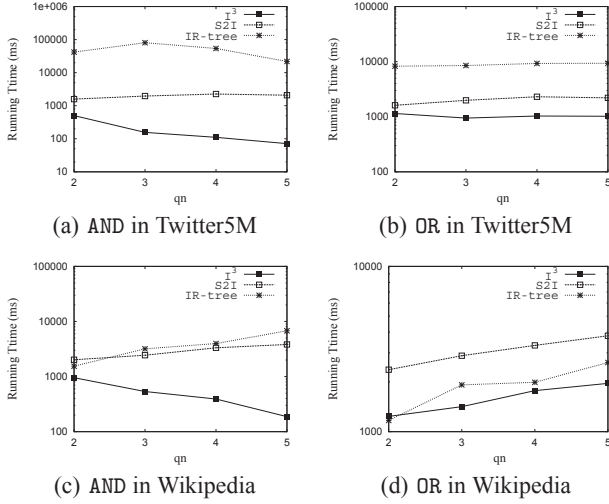 1e+006
100000
10000
1000
100
10
Running Ttime (ms)
I³
S2I
IR-tree
2 3 4 5
qn
(a) AND in Twitter5M
100000
10000
1000
100
Running Ttime (ms)
I³
S2I
IR-tree
2 3 4 5
qn
(b) OR in Twitter5M
100000
10000
1000
100
Running Ttime (ms)
I³
S2I
IR-tree
2 3 4 5
qn
(c) AND in Wikipedia
10000
1000
Running Ttime (ms)
I³
S2I
IR-tree
2 3 4 5
qn
(d) OR in Wikipedia